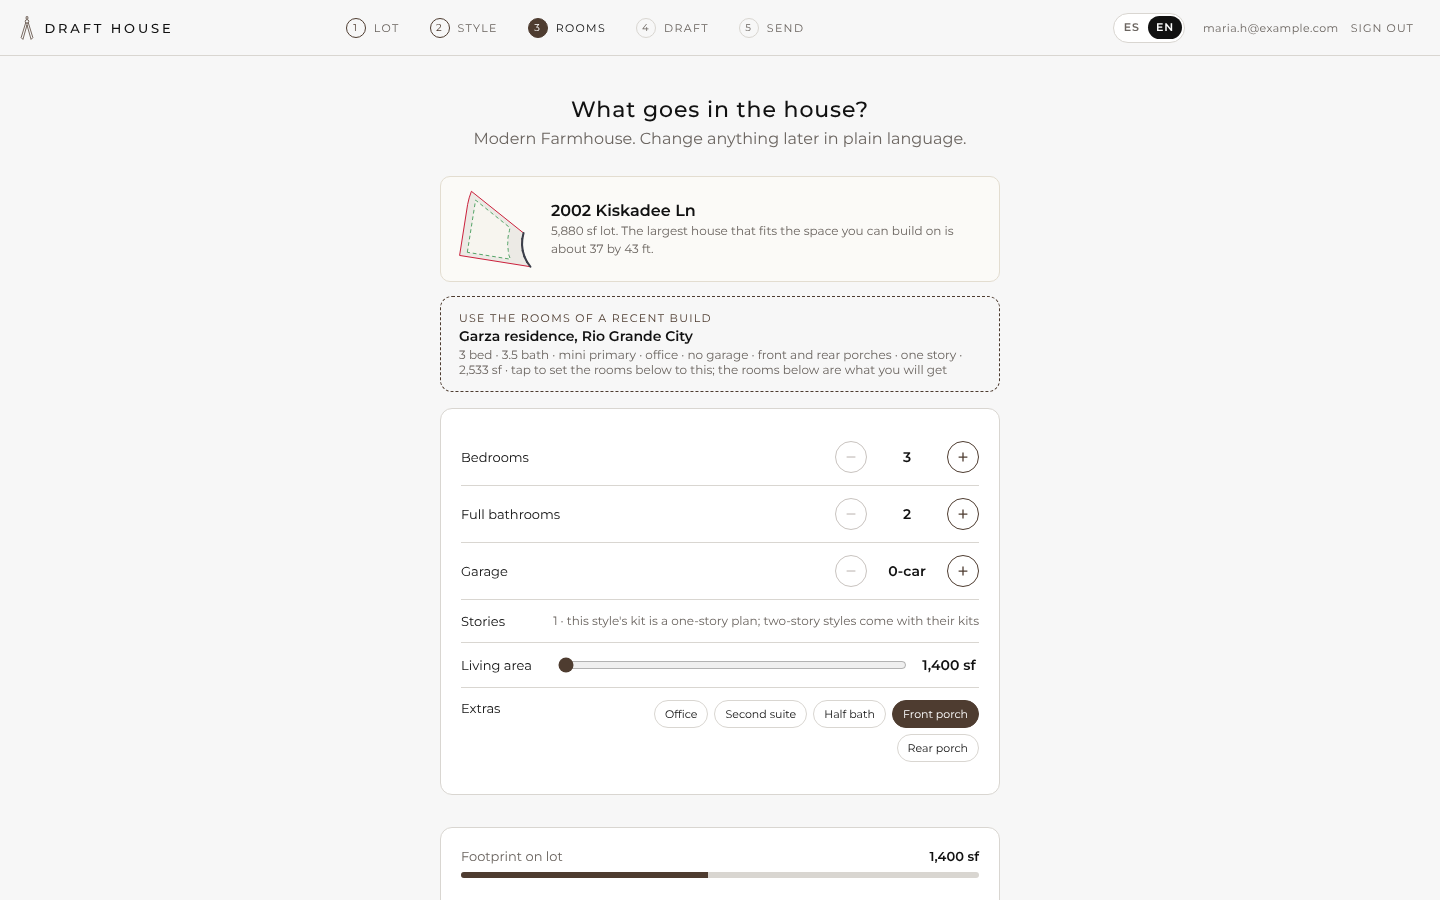 DRAFT HOUSE
1 LOT
2 STYLE
3 ROOMS
4 DRAFT
5 SEND
ES EN
maria.h@example.com
SIGN OUT
What goes in the house?
Modern Farmhouse. Change anything later in plain language.
2002 Kiskadee Ln
5,880 sf lot. The largest house that fits the space you can build on is
about 37 by 43 ft.
USE THE ROOMS OF A RECENT BUILD
Garza residence, Rio Grande City
3 bed · 3.5 bath · mini primary · office · no garage · front and rear porches · one story ·
2,533 sf · tap to set the rooms below to this; the rooms below are what you will get
Bedrooms − 3 +
Full bathrooms − 2 +
Garage − 0-car +
Stories 1 · this style's kit is a one-story plan; two-story styles come with their kits
Living area 1,400 sf
Extras Office Second suite Half bath Front porch
Rear porch
Footprint on lot 1,400 sf